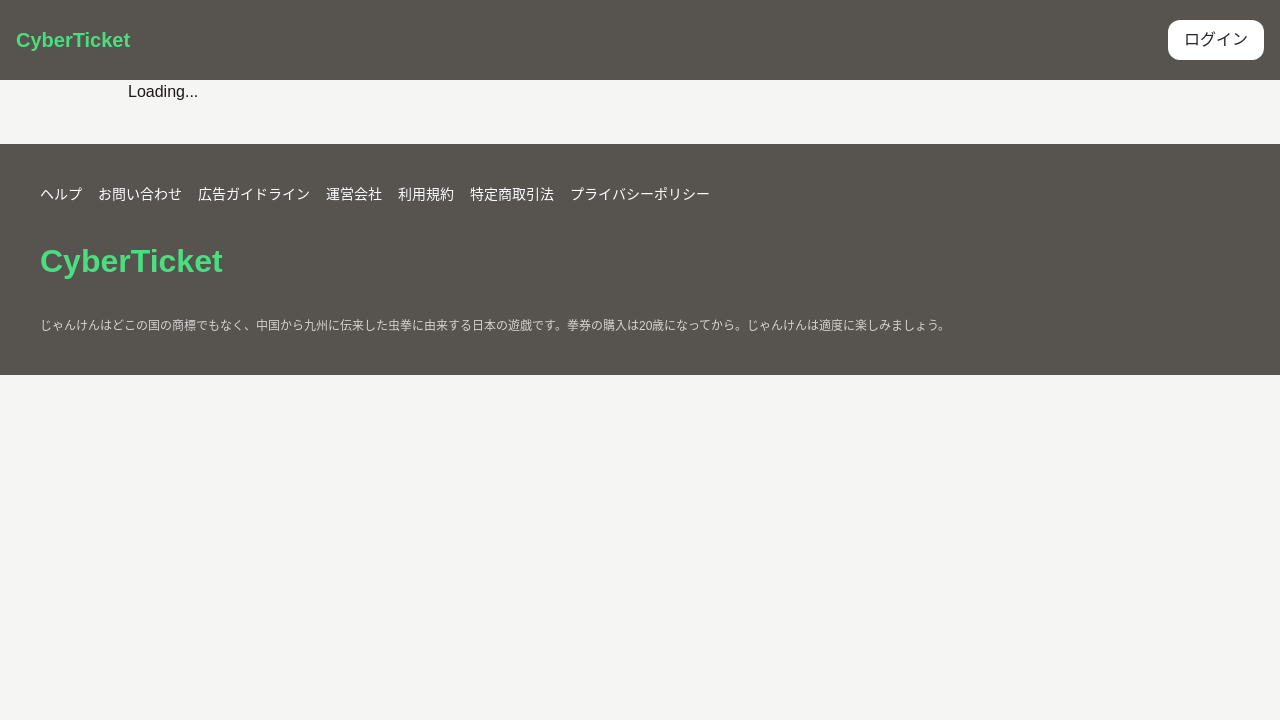 CyberTicket
ログイン
Loading...
ヘルプ お問い合わせ 広告ガイドライン 運営会社 利用規約 特定商取引法 プライバシーポリシー
CyberTicket
じゃんけんはどこの国の商標でもなく、中国から九州に伝来した虫拳に由来する日本の遊戯です。拳券の購入は20歳になってから。じゃんけんは適度に楽しみましょう。